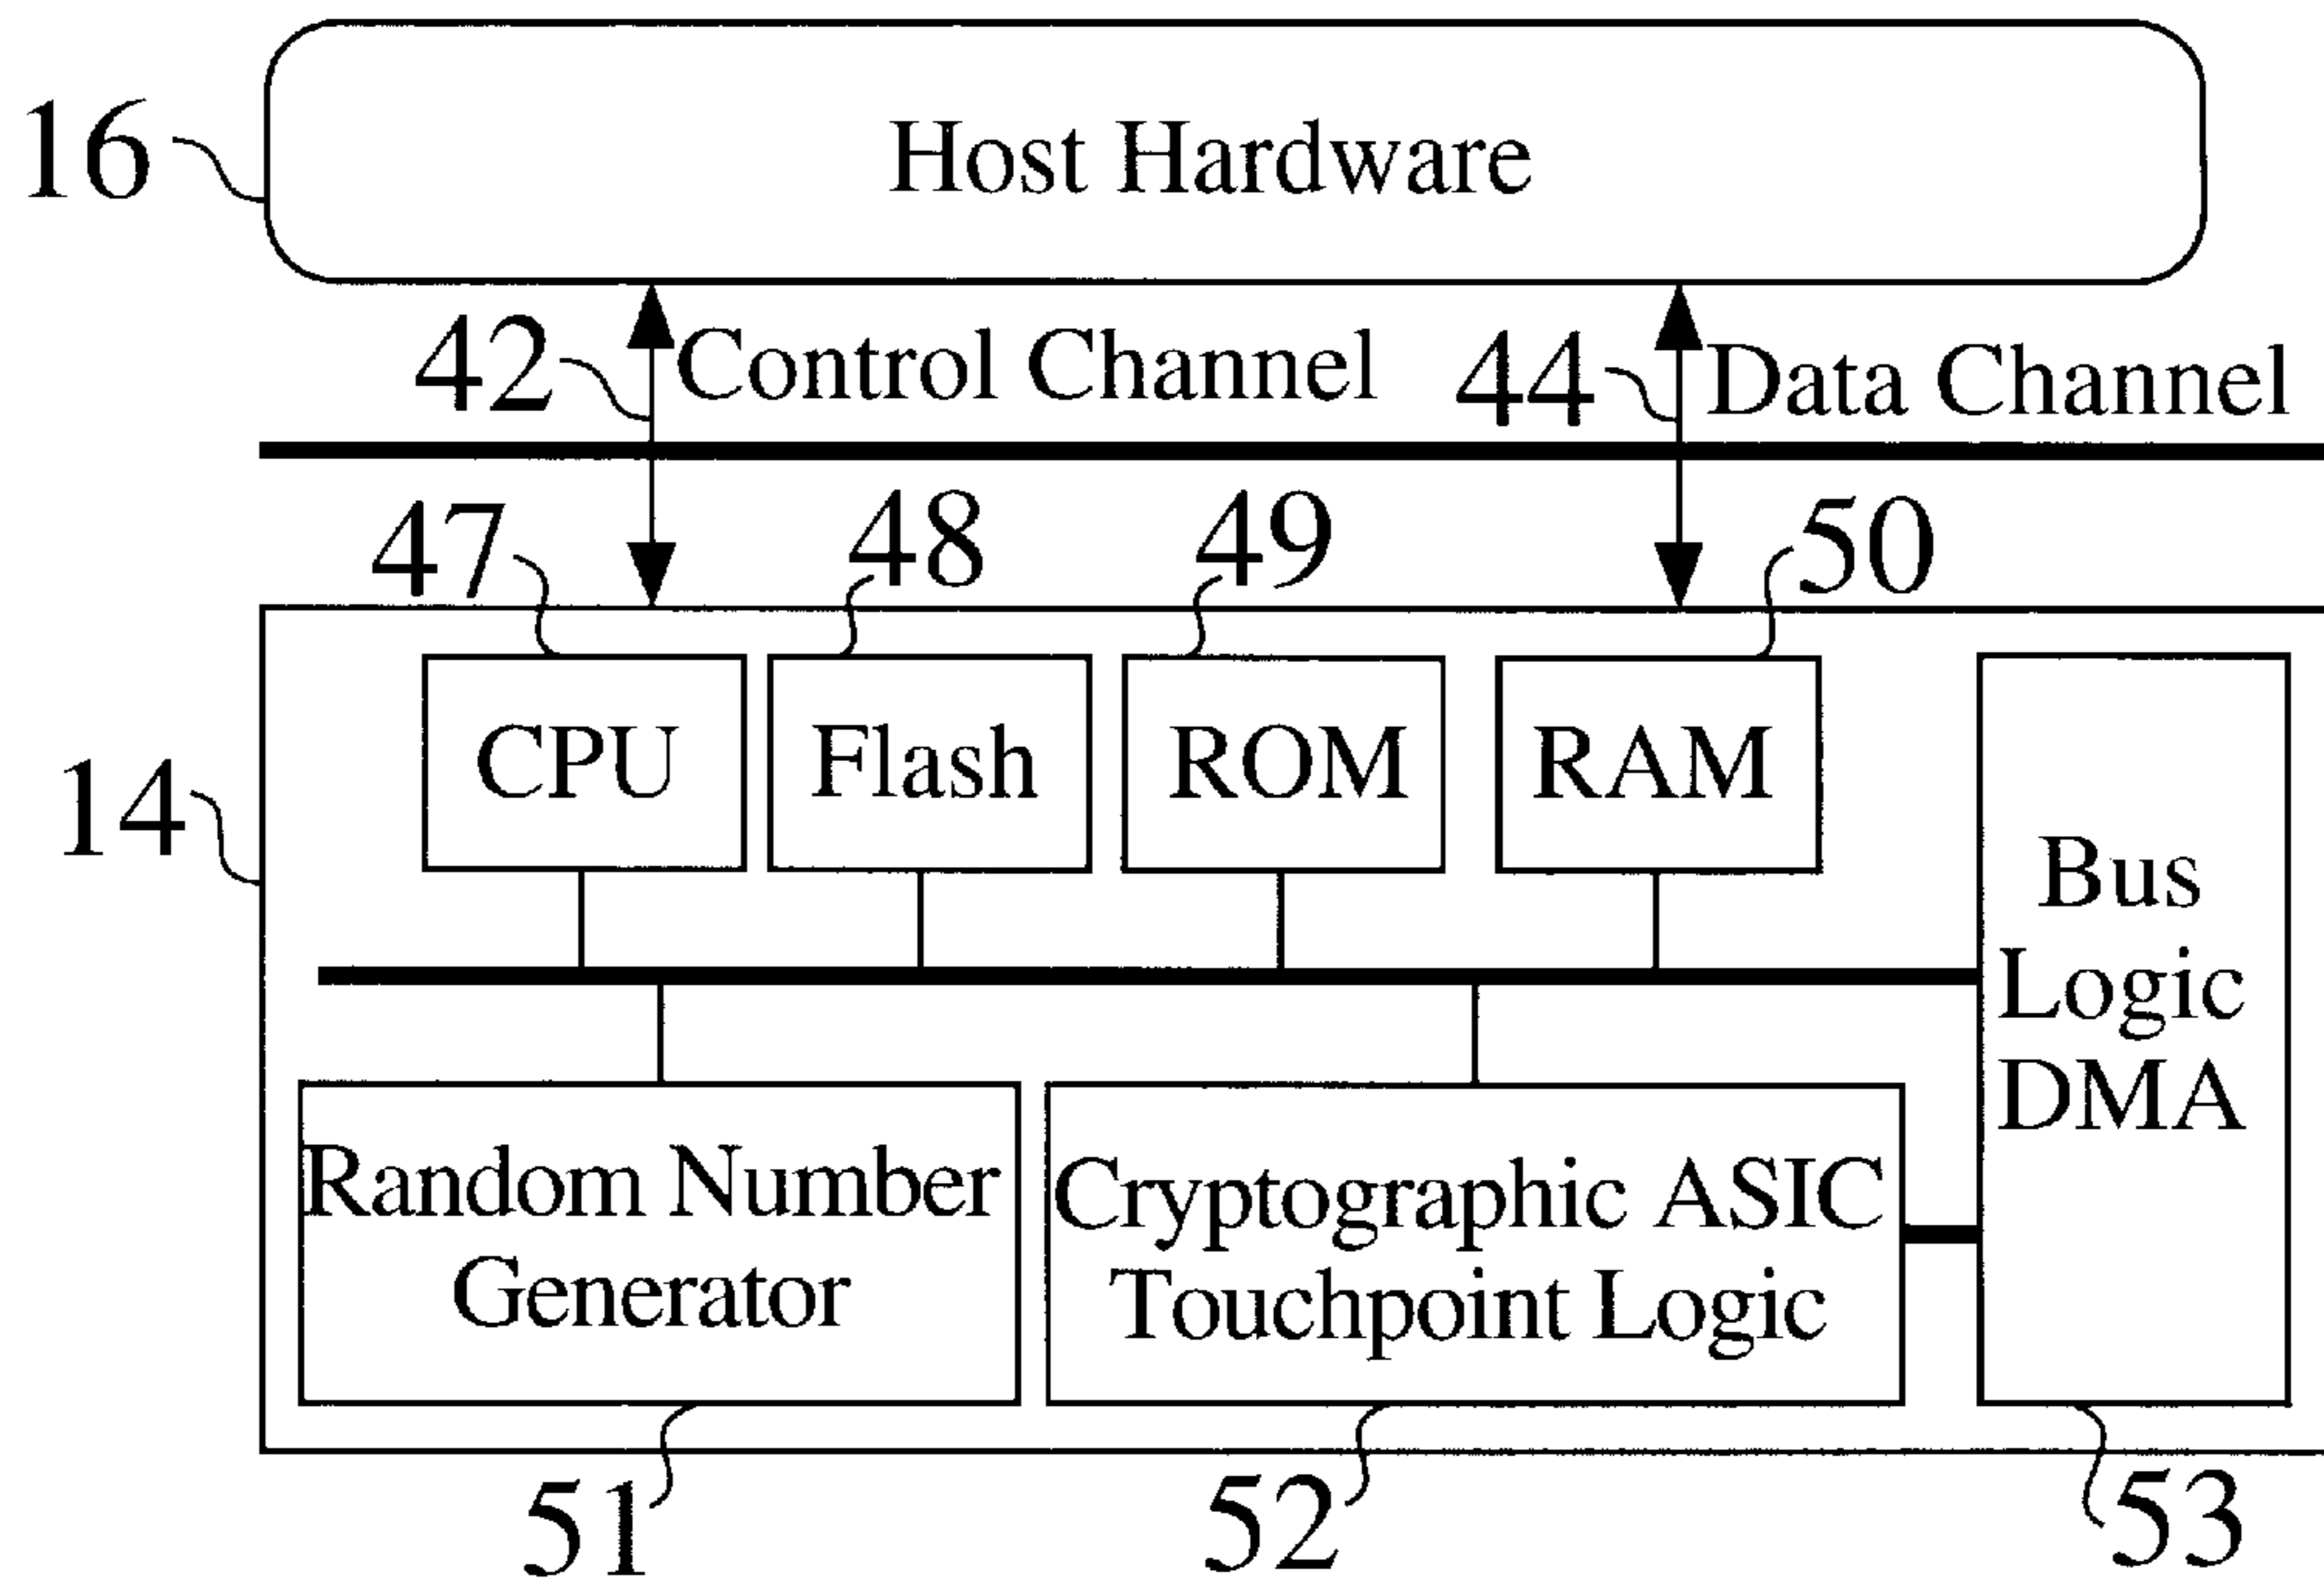 16
Host Hardware
42
Control Channel
44
Data Channel
47
48
49
50
14
CPU
Flash
ROM
RAM
Bus
Logic
DMA
Random Number
Generator
Cryptographic ASIC
Touchpoint Logic
51
52
53